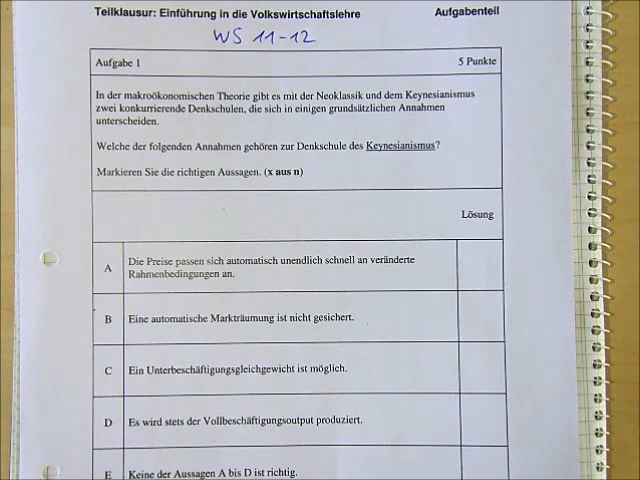 Teilklausur: Einführung in die Volkswirtschaftslehre Aufgabenteil
WS 11-12
Aufgabe 1 5 Punkte
In der makroökonomischen Theorie gibt es mit der Neoklassik und dem Keynesianismus
zwei konkurrierende Denkschulen, die sich in einigen grundsätzlichen Annahmen
unterscheiden.
Welche der folgenden Annahmen gehören zur Denkschule des Keynesianismus?
Markieren Sie die richtigen Aussagen. (x aus n)
Lösung
A Die Preise passen sich automatisch unendlich schnell an veränderte
Rahmenbedingungen an.
B Eine automatische Markträumung ist nicht gesichert.
C Ein Unterbeschäftigungsgleichgewicht ist möglich.
D Es wird stets der Vollbeschäftigungsoutput produziert.
E Keine der Aussagen A bis D ist richtig.